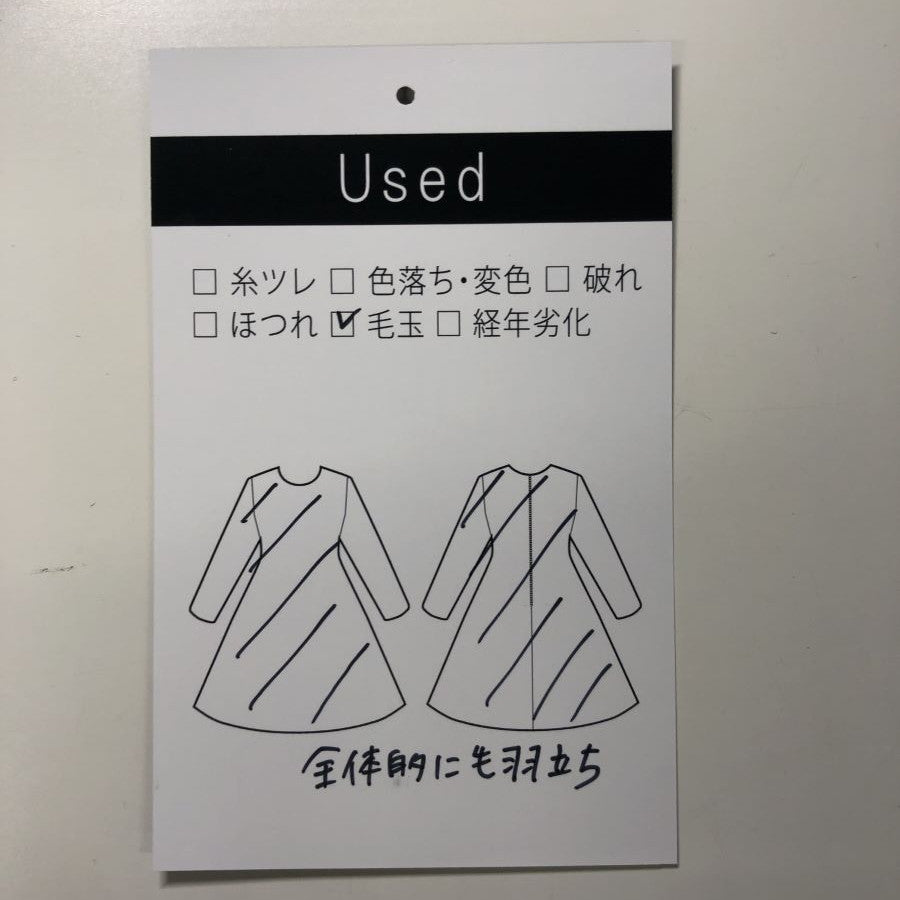 Used
□ 糸ツレ □ 色落ち・変色 □ 破れ
□ ほつれ ☑ 毛玉 □ 経年劣化
全体的に毛羽立ち